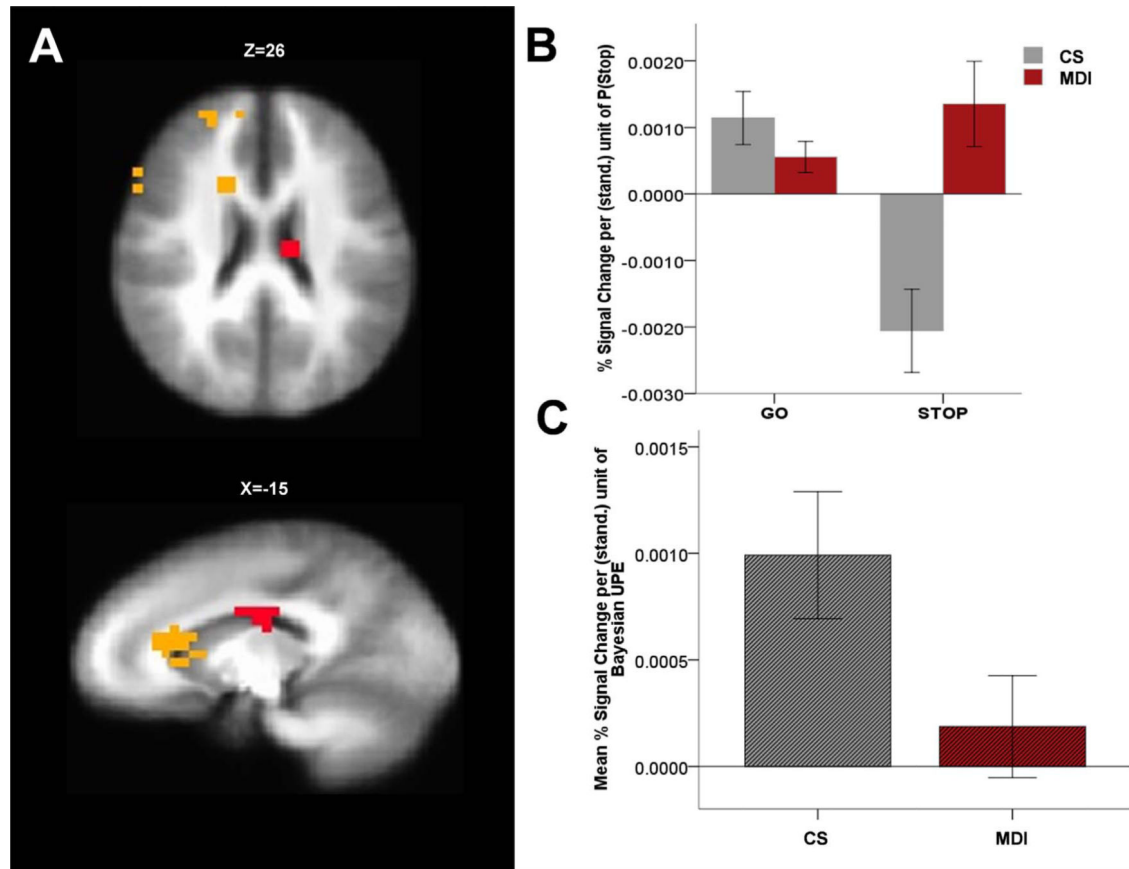 A
Z=26
X=-15
B
% Signal Change per (stand.) unit of P(Stop)
0.0020
0.0010
0.0000
-0.0010
-0.0020
-0.0030
GO
STOP
CS
MDI
C
Mean % Signal Change per (stand.) unit of
Bayesian UPE
0.0015
0.0010
0.0005
0.0000
CS
MDI